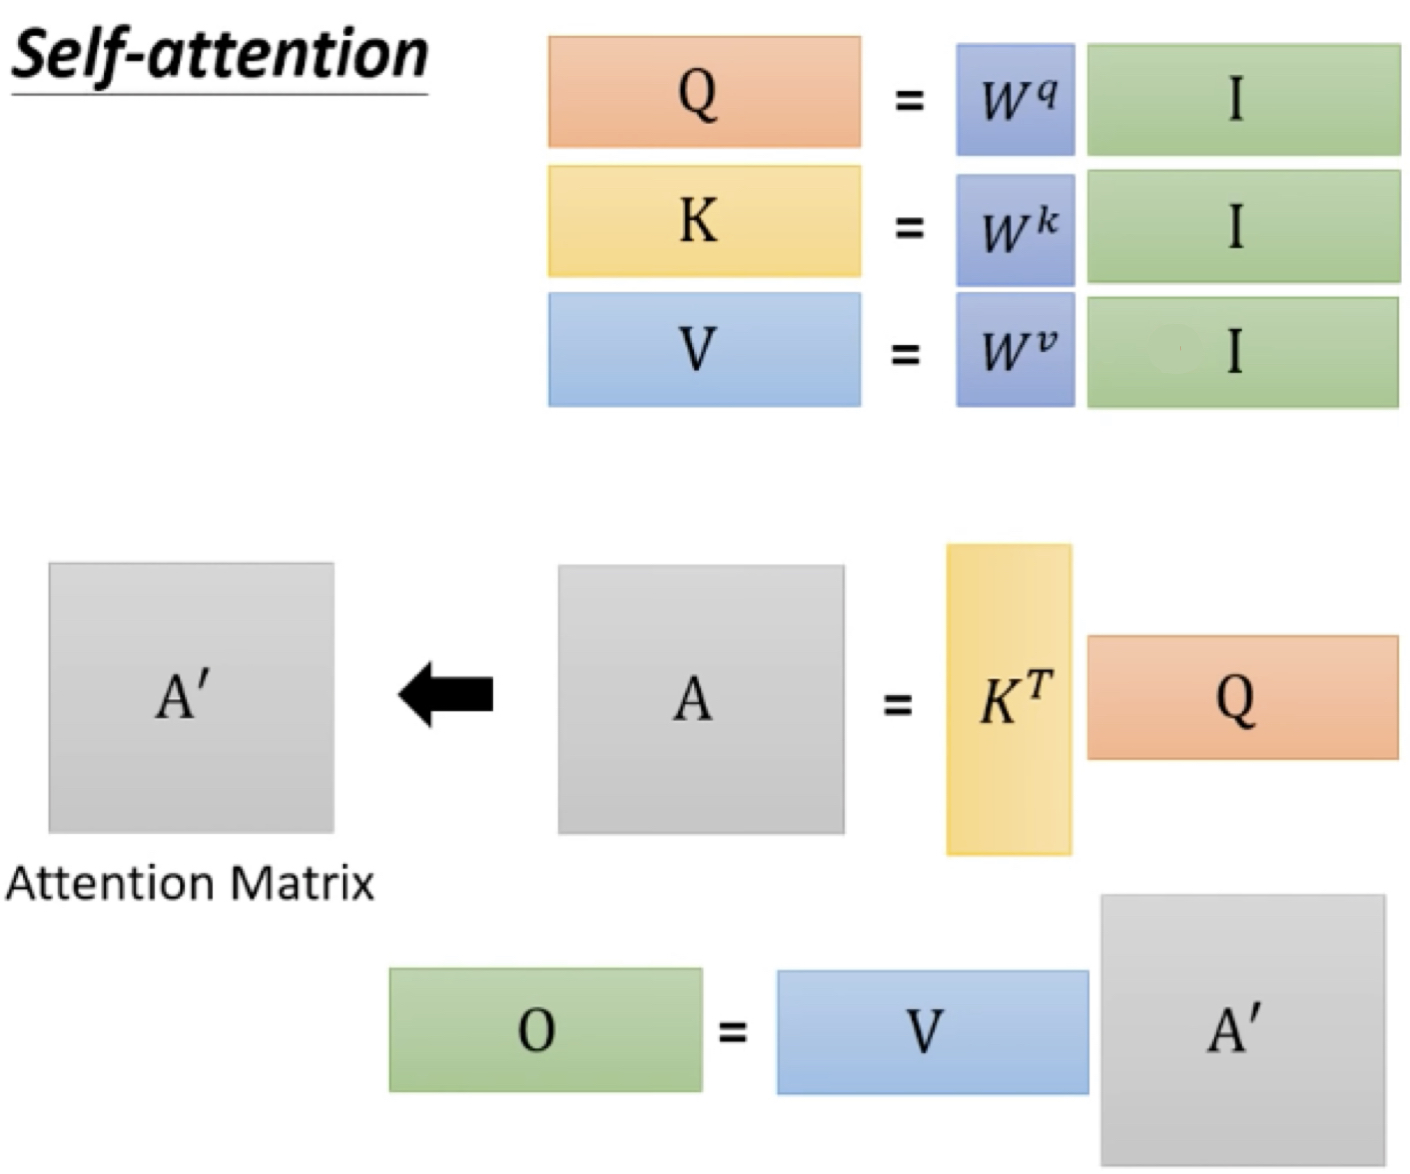 Self-attention
Q = W^q I
K = W^k I
V = W^v I
A′ A = K^T Q
Attention Matrix
O = V A′